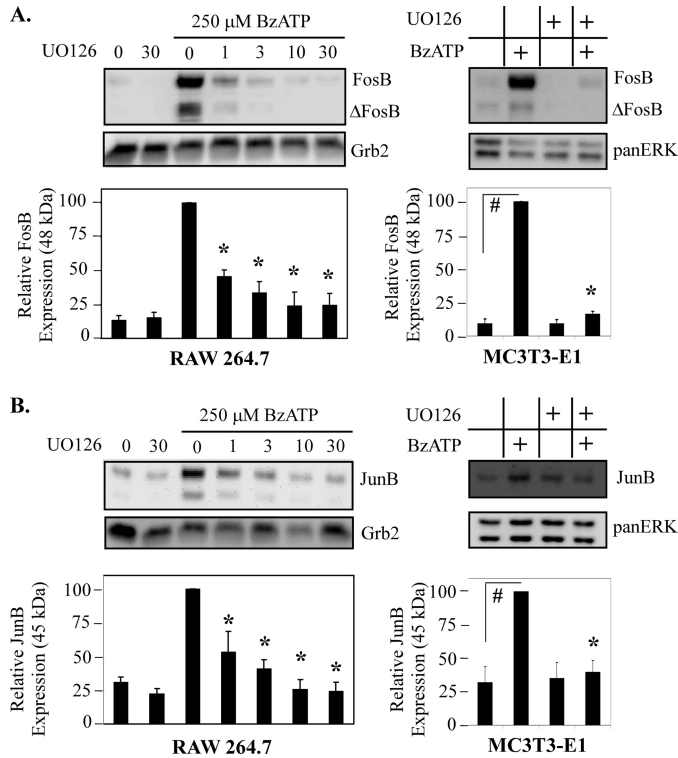 A.
250 μM BzATP
UO126 0 30 0 1 3 10 30
FosB
ΔFosB
Grb2
Relative FosB
Expression (48 kDa)
100
75
50
25
0
* * * *
RAW 264.7
UO126 + +
BzATP + +
FosB
ΔFosB
panERK
Relative FosB
Expression (48 kDa)
100
75
50
25
0
#
*
MC3T3-E1
B.
250 μM BzATP
UO126 0 30 0 1 3 10 30
JunB
Grb2
Relative JunB
Expression (45 kDa)
100
75
50
25
0
* * * *
RAW 264.7
UO126 + +
BzATP + +
JunB
panERK
Relative JunB
Expression (45 kDa)
100
75
50
25
0
#
*
MC3T3-E1